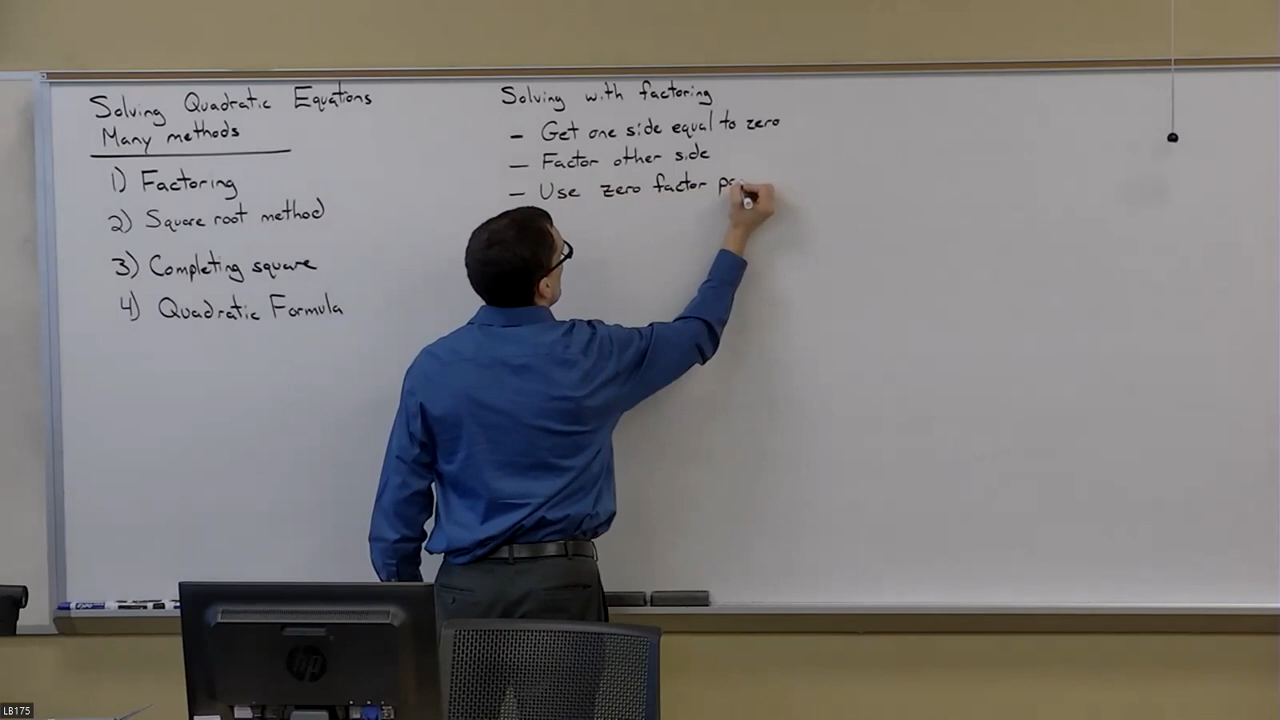 Solving Quadratic Equations
Many methods
1) Factoring
2) Square root method
3) Completing square
4) Quadratic Formula
Solving with factoring
— Get one side equal to zero
— Factor other side
— Use zero factor
hp
LB175